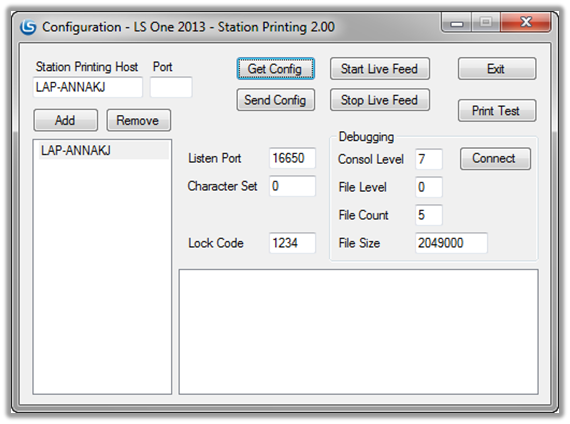 LS Configuration - LS One 2013 - Station Printing 2.00
Station Printing Host Port
LAP-ANNAKJ
Get Config Start Live Feed Exit
Send Config Stop Live Feed Print Test
Add Remove
LAP-ANNAKJ
Debugging
Listen Port 16650 Consol Level 7 Connect
Character Set 0 File Level 0
File Count 5
Lock Code 1234 File Size 2049000